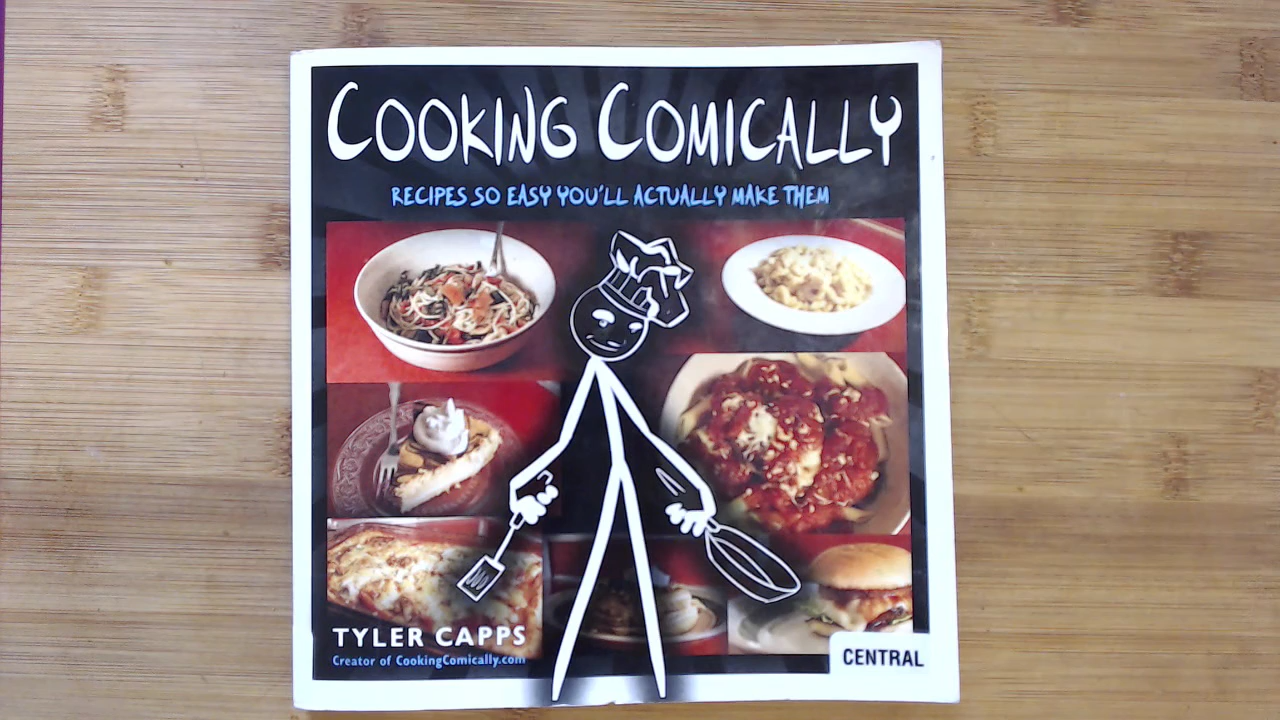 COOKING COMICALLY
RECIPES SO EASY YOU'LL ACTUALLY MAKE THEM
TYLER CAPPS
Creator of CookingComically.com
CENTRAL